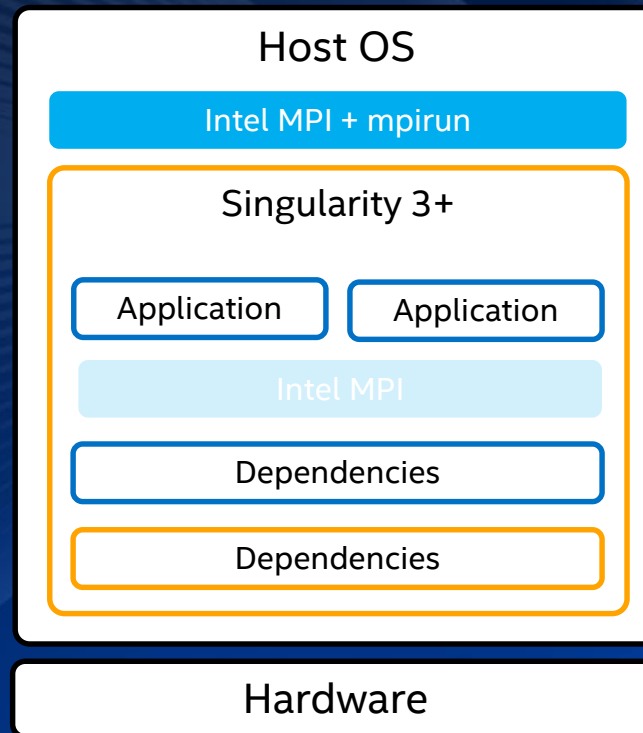 Host OS
Intel MPI + mpirun
Singularity 3+
Application
Application
Intel MPI
Dependencies
Dependencies
Hardware